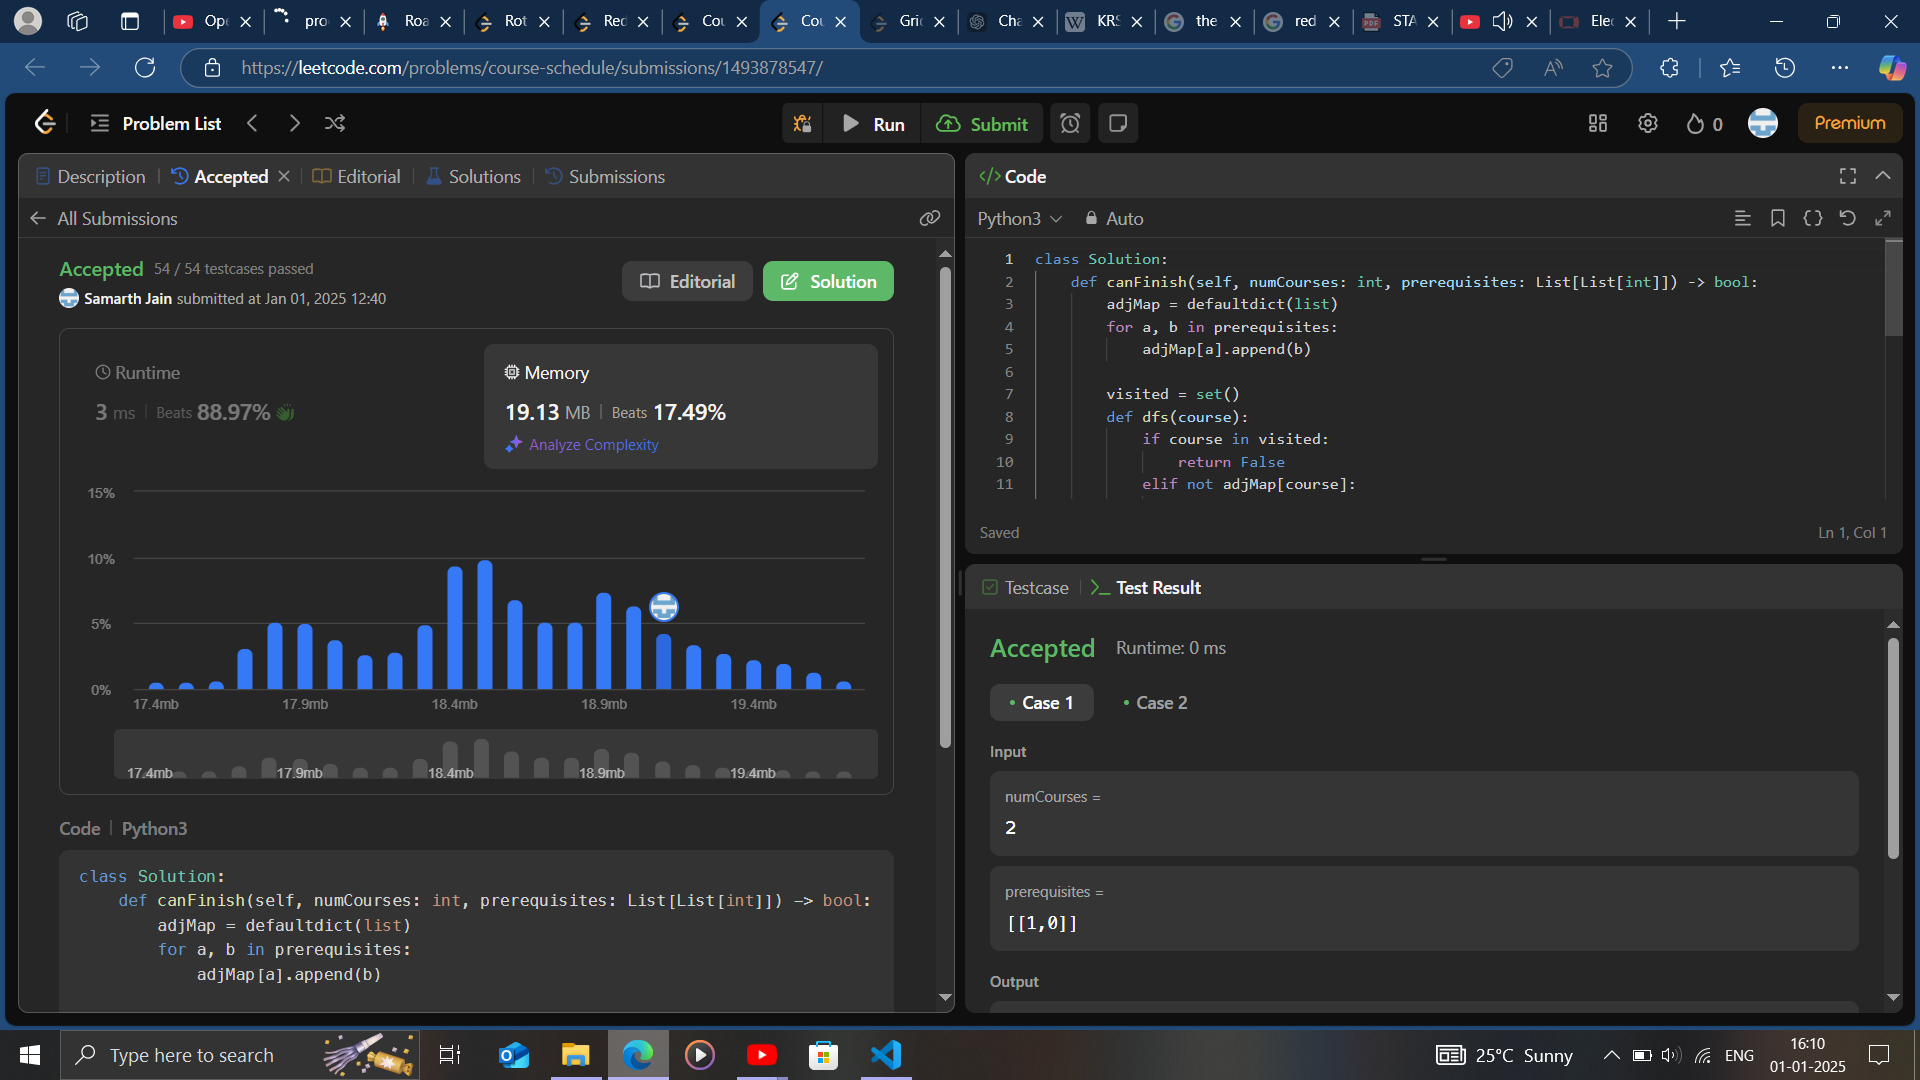 Ope
pro
Roa
Rot
Red
Cou
Cou
Gric
Cha
KRS
the
red
STA
Elec
https://leetcode.com/problems/course-schedule/submissions/1493878547/
Problem List
Run
Submit
0
Premium
Description
Accepted
Editorial
Solutions
Submissions
All Submissions
Accepted 54 / 54 testcases passed
Samarth Jain submitted at Jan 01, 2025 12:40
Editorial
Solution
Runtime
3 ms Beats 88.97%
Memory
19.13 MB Beats 17.49%
Analyze Complexity
15%
10%
5%
0%
17.4mb 17.9mb 18.4mb 18.9mb 19.4mb
17.4mb 17.9mb 18.4mb 18.9mb 19.4mb
Code Python3
class Solution:
def canFinish(self, numCourses: int, prerequisites: List[List[int]]) -> bool:
adjMap = defaultdict(list)
for a, b in prerequisites:
adjMap[a].append(b)
Code
Python3
Auto
1 class Solution:
2 def canFinish(self, numCourses: int, prerequisites: List[List[int]]) -> bool:
3 adjMap = defaultdict(list)
4 for a, b in prerequisites:
5 adjMap[a].append(b)
6
7 visited = set()
8 def dfs(course):
9 if course in visited:
10 return False
11 elif not adjMap[course]:
Saved
Ln 1, Col 1
Testcase
Test Result
Accepted Runtime: 0 ms
Case 1
Case 2
Input
numCourses =
2
prerequisites =
[[1,0]]
Output
Type here to search
25°C Sunny
ENG
16:10
01-01-2025